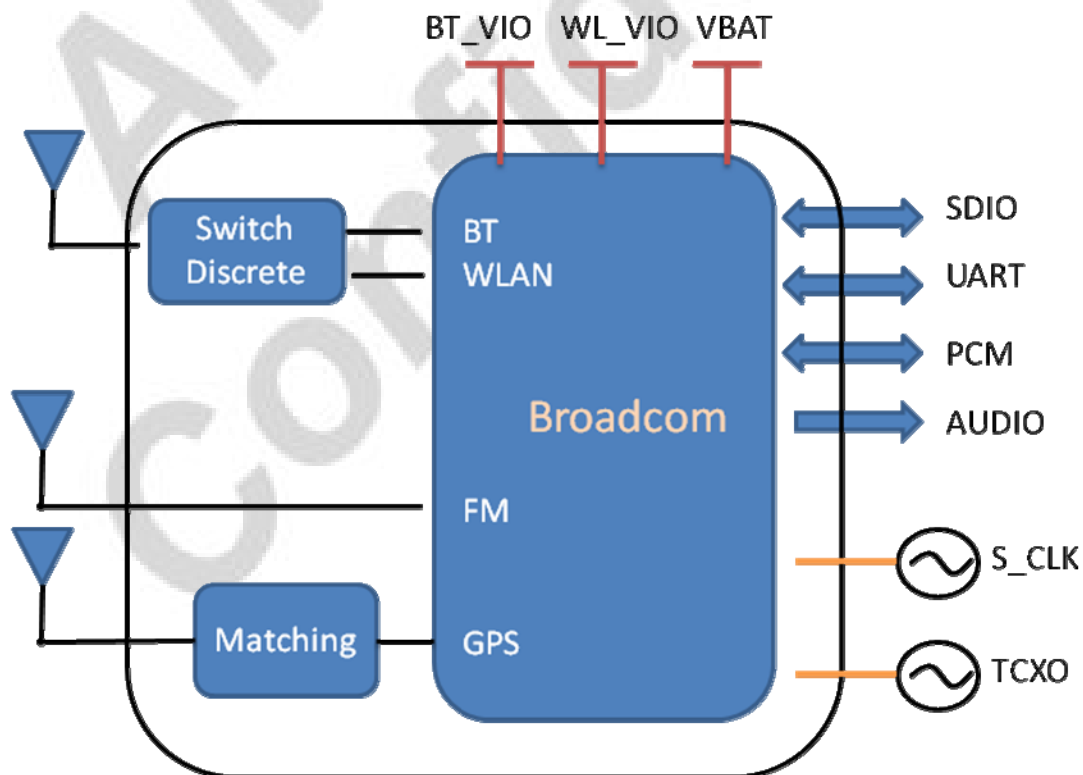 BT_VIO WL_VIO VBAT
Switch
Discrete
BT
WLAN
Broadcom
FM
Matching
GPS
SDIO
UART
PCM
AUDIO
S_CLK
TCXO